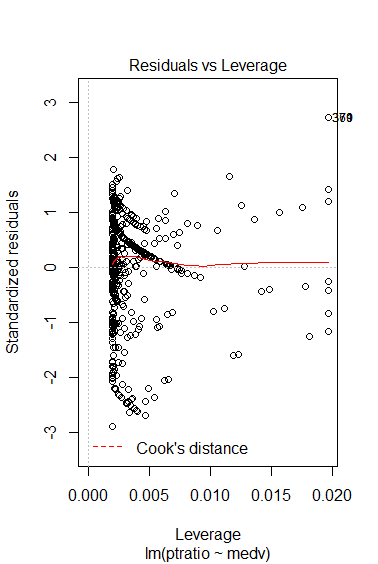 Residuals vs Leverage
Standardized residuals
3
2
1
0
-1
-2
-3
Cook's distance
0.000 0.005 0.010 0.015 0.020
Leverage
lm(ptratio ~ medv)